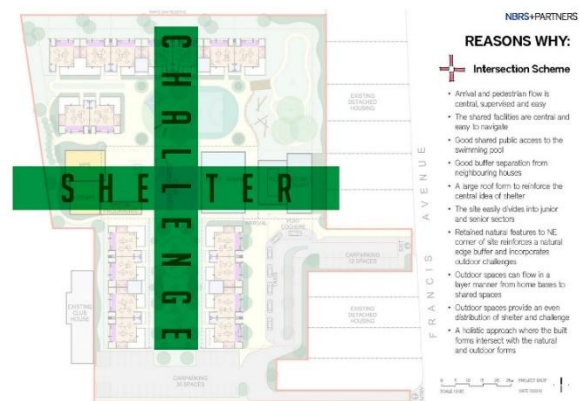 NBRS+PARTNERS
REASONS WHY:
Intersection Scheme
• Arrival and pedestrian flow is
central, supervised and easy
• The shared facilities are central and
easy to navigate
• Good shared public access to the
swimming pool
• Good buffer separation from
neighbouring houses
• A large roof form to reinforce the
central idea of shelter
• The site easily divides into junior
and senior sectors
• Retained natural features to NE
corner of site reinforces a natural
edge buffer and incorporates
outdoor challenges
• Outdoor spaces can flow in a
layer manner from home bases to
shared spaces
• Outdoor spaces provide an even
distribution of shelter and challenge
• A holistic approach where the built
forms intersect with the natural
and outdoor forms
CHALLENGE
SHELTER
EXISTING
DETACHED
HOUSING
FRANCIS AVENUE
ARRIVAL
PORT
COCHERE
CARPARKING
EXISTING
CLUB
HOUSE
EXISTING
DETACHED
HOUSING
CARPARKING